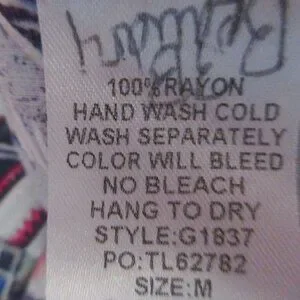 100% RAYON
HAND WASH COLD
WASH SEPARATELY
COLOR WILL BLEED
NO BLEACH
HANG TO DRY
STYLE:G1837
PO:TL62782
SIZE:M